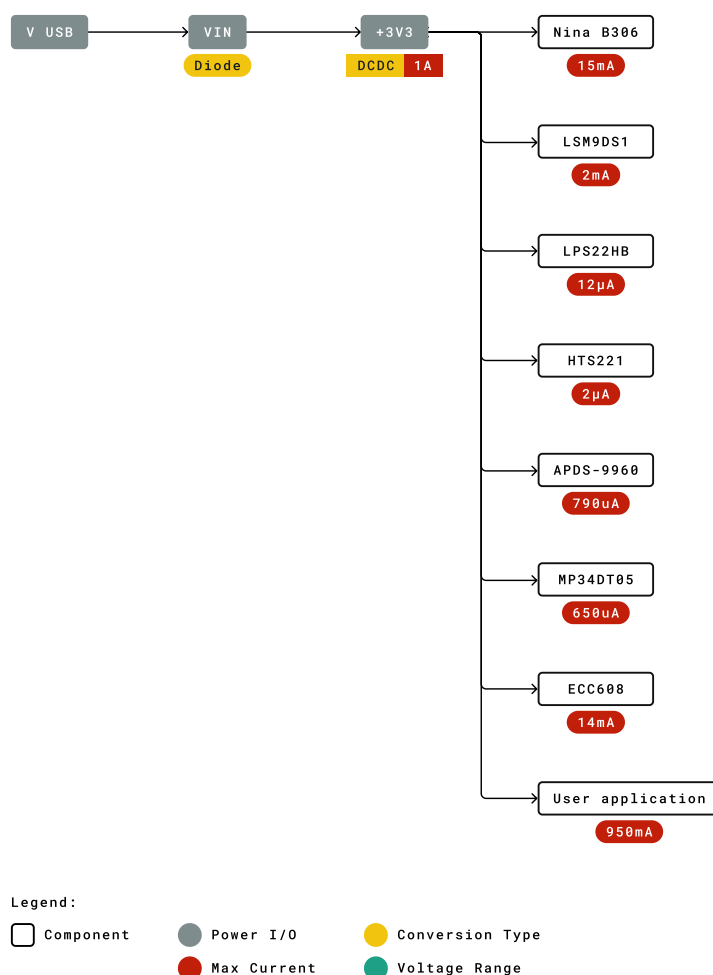 V USB
VIN
+3V3
Nina B306
Diode
DCDC 1A
15mA
LSM9DS1
2mA
LPS22HB
12µA
HTS221
2µA
APDS-9960
790uA
MP34DT05
650uA
ECC608
14mA
User application
950mA
Legend:
Component
Power I/O
Conversion Type
Max Current
Voltage Range